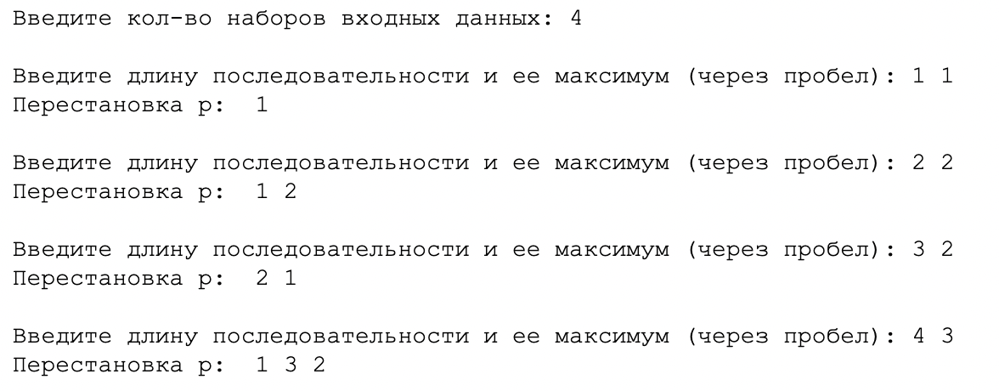 Введите кол-во наборов входных данных: 4
Введите длину последовательности и ее максимум (через пробел): 1 1
Перестановка p:  1
Введите длину последовательности и ее максимум (через пробел): 2 2
Перестановка p:  1 2
Введите длину последовательности и ее максимум (через пробел): 3 2
Перестановка p:  2 1
Введите длину последовательности и ее максимум (через пробел): 4 3
Перестановка p:  1 3 2